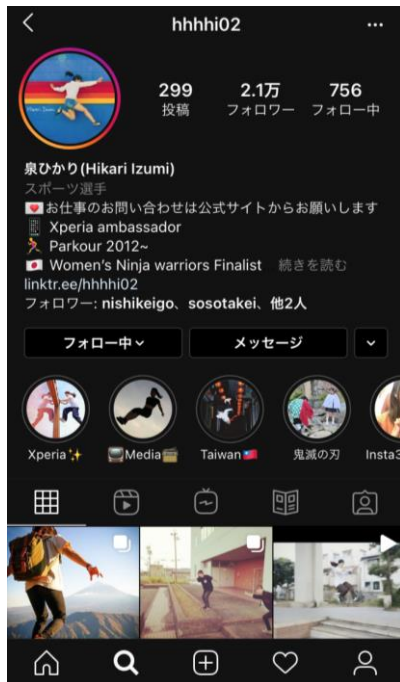 hhhhi02
299 2.1万 756
投稿 フォロワー フォロー中
泉ひかり(Hikari Izumi)
スポーツ選手
お仕事のお問い合わせは公式サイトからお願いします
Xperia ambassador
Parkour 2012~
Women's Ninja warriors Finalist 続きを読む
linktr.ee/hhhhi02
フォロワー: nishikeigo、sosotakei、他2人
フォロー中 メッセージ
Xperia Media Taiwan 鬼滅の刃 Insta3